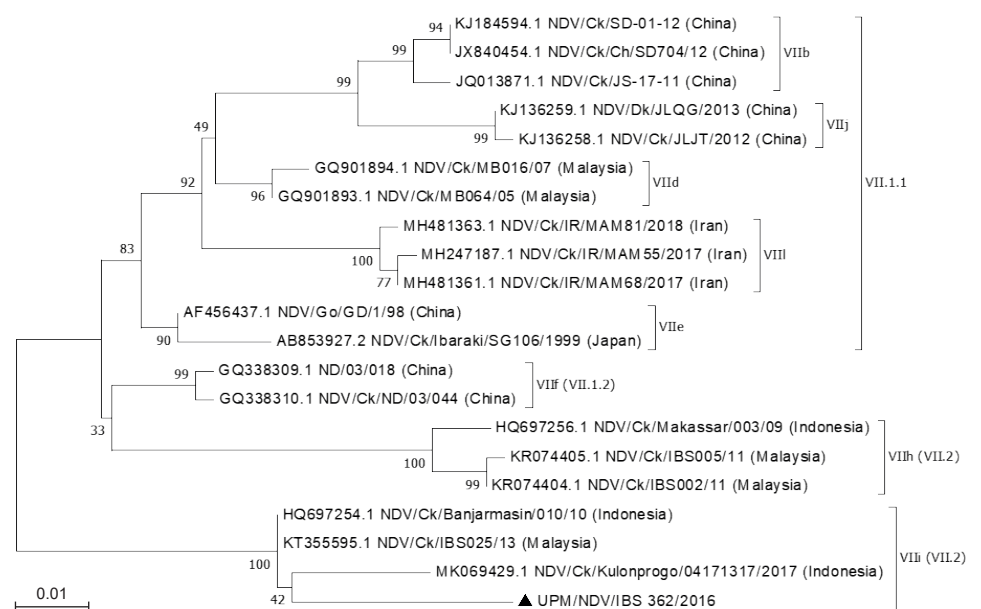 94
KJ184594.1 NDV/Ck/SD-01-12 (China)
99
JX840454.1 NDV/Ck/Ch/SD704/12 (China)
VIIb
99
JQ013871.1 NDV/Ck/JS-17-11 (China)
KJ136259.1 NDV/Dk/JLQG/2013 (China)
VIIj
49
99
KJ136258.1 NDV/Ck/JLJT/2012 (China)
GQ901894.1 NDV/Ck/MB016/07 (Malaysia)
92
VIId
VII.1.1
96
GQ901893.1 NDV/Ck/MB064/05 (Malaysia)
MH481363.1 NDV/Ck/IR/MAM81/2018 (Iran)
83
100
MH247187.1 NDV/Ck/IR/MAM55/2017 (Iran)
VIIl
77
MH481361.1 NDV/Ck/IR/MAM68/2017 (Iran)
AF456437.1 NDV/Go/GD/1/98 (China)
VIIe
90
AB853927.2 NDV/Ck/Ibaraki/SG106/1999 (Japan)
99
GQ338309.1 ND/03/018 (China)
VIIf (VII.1.2)
GQ338310.1 NDV/Ck/ND/03/044 (China)
33
HQ697256.1 NDV/Ck/Makassar/003/09 (Indonesia)
100
KR074405.1 NDV/Ck/IBS005/11 (Malaysia)
VIIh (VII.2)
99
KR074404.1 NDV/Ck/IBS002/11 (Malaysia)
HQ697254.1 NDV/Ck/Banjarmasin/010/10 (Indonesia)
KT355595.1 NDV/Ck/IBS025/13 (Malaysia)
VIIi (VII.2)
100
MK069429.1 NDV/Ck/Kulonprogo/04171317/2017 (Indonesia)
42
UPM/NDV/IBS 362/2016
0.01